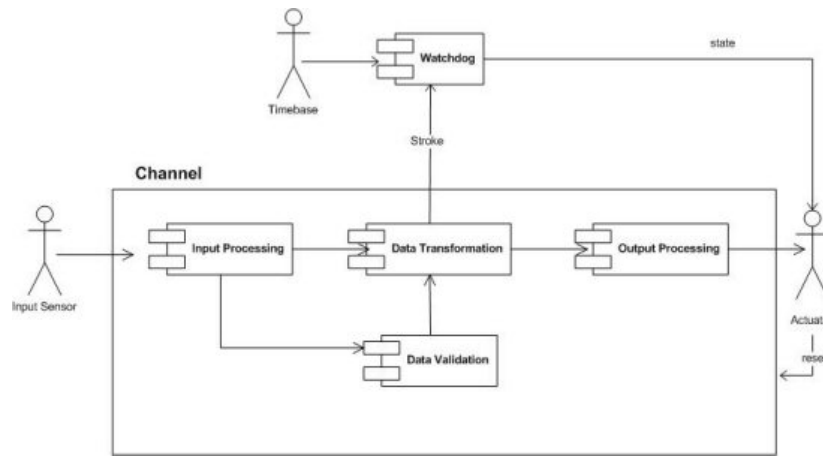 Watchdog
state
Timebase
Stroke
Channel
Input Processing
Data Transformation
Output Processing
Input Sensor
Data Validation